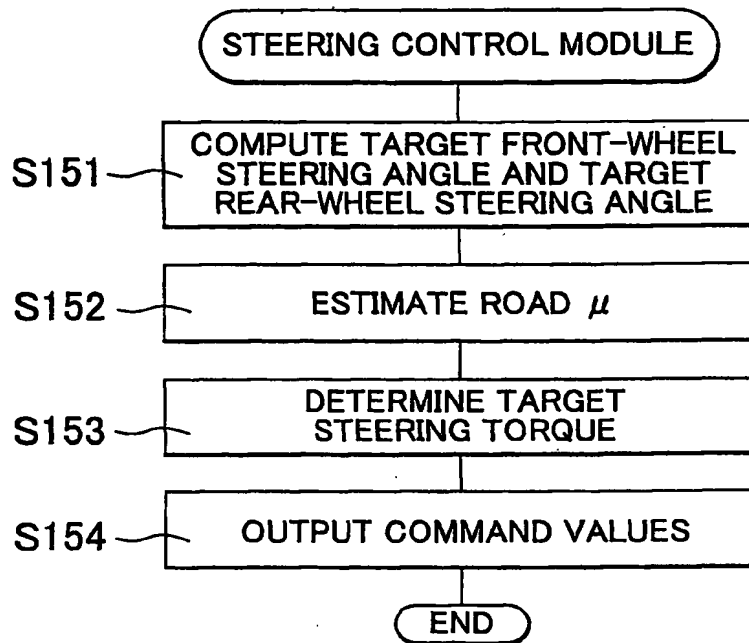 STEERING CONTROL MODULE
S151
COMPUTE TARGET FRONT-WHEEL
STEERING ANGLE AND TARGET
REAR-WHEEL STEERING ANGLE
S152
ESTIMATE ROAD μ
S153
DETERMINE TARGET
STEERING TORQUE
S154
OUTPUT COMMAND VALUES
END